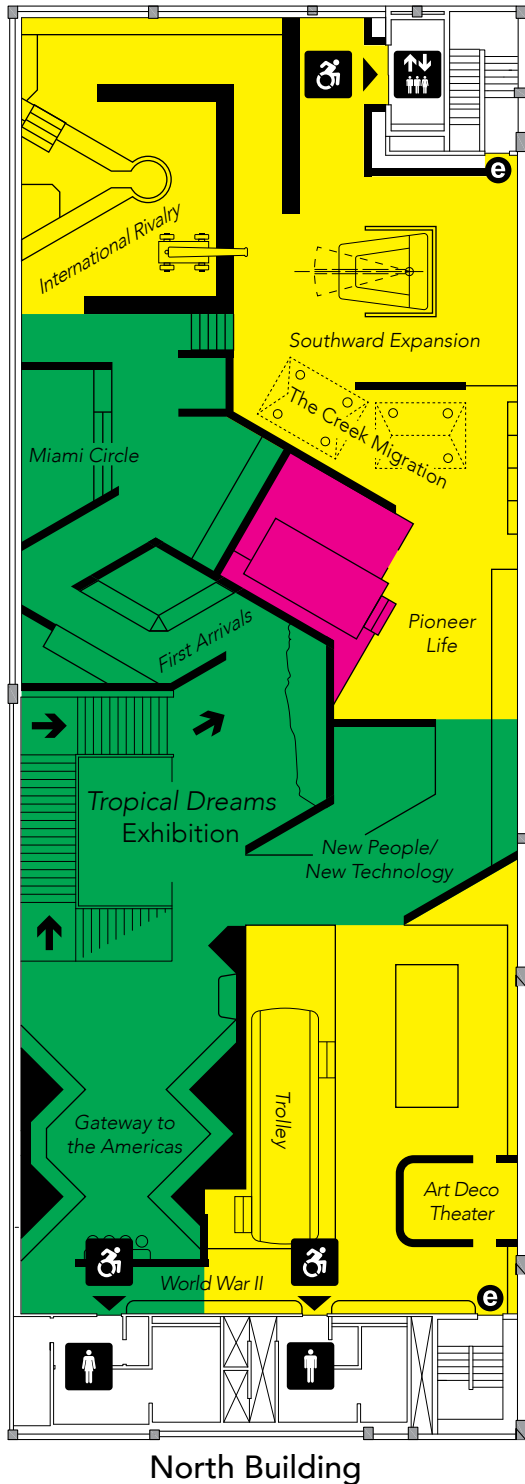 e
International Rivalry
Southward Expansion
The Creek Migration
Miami Circle
Pioneer
Life
First Arrivals
Tropical Dreams
Exhibition
New People/
New Technology
Trolley
Gateway to
the Americas
Art Deco
Theater
World War II
e
North Building